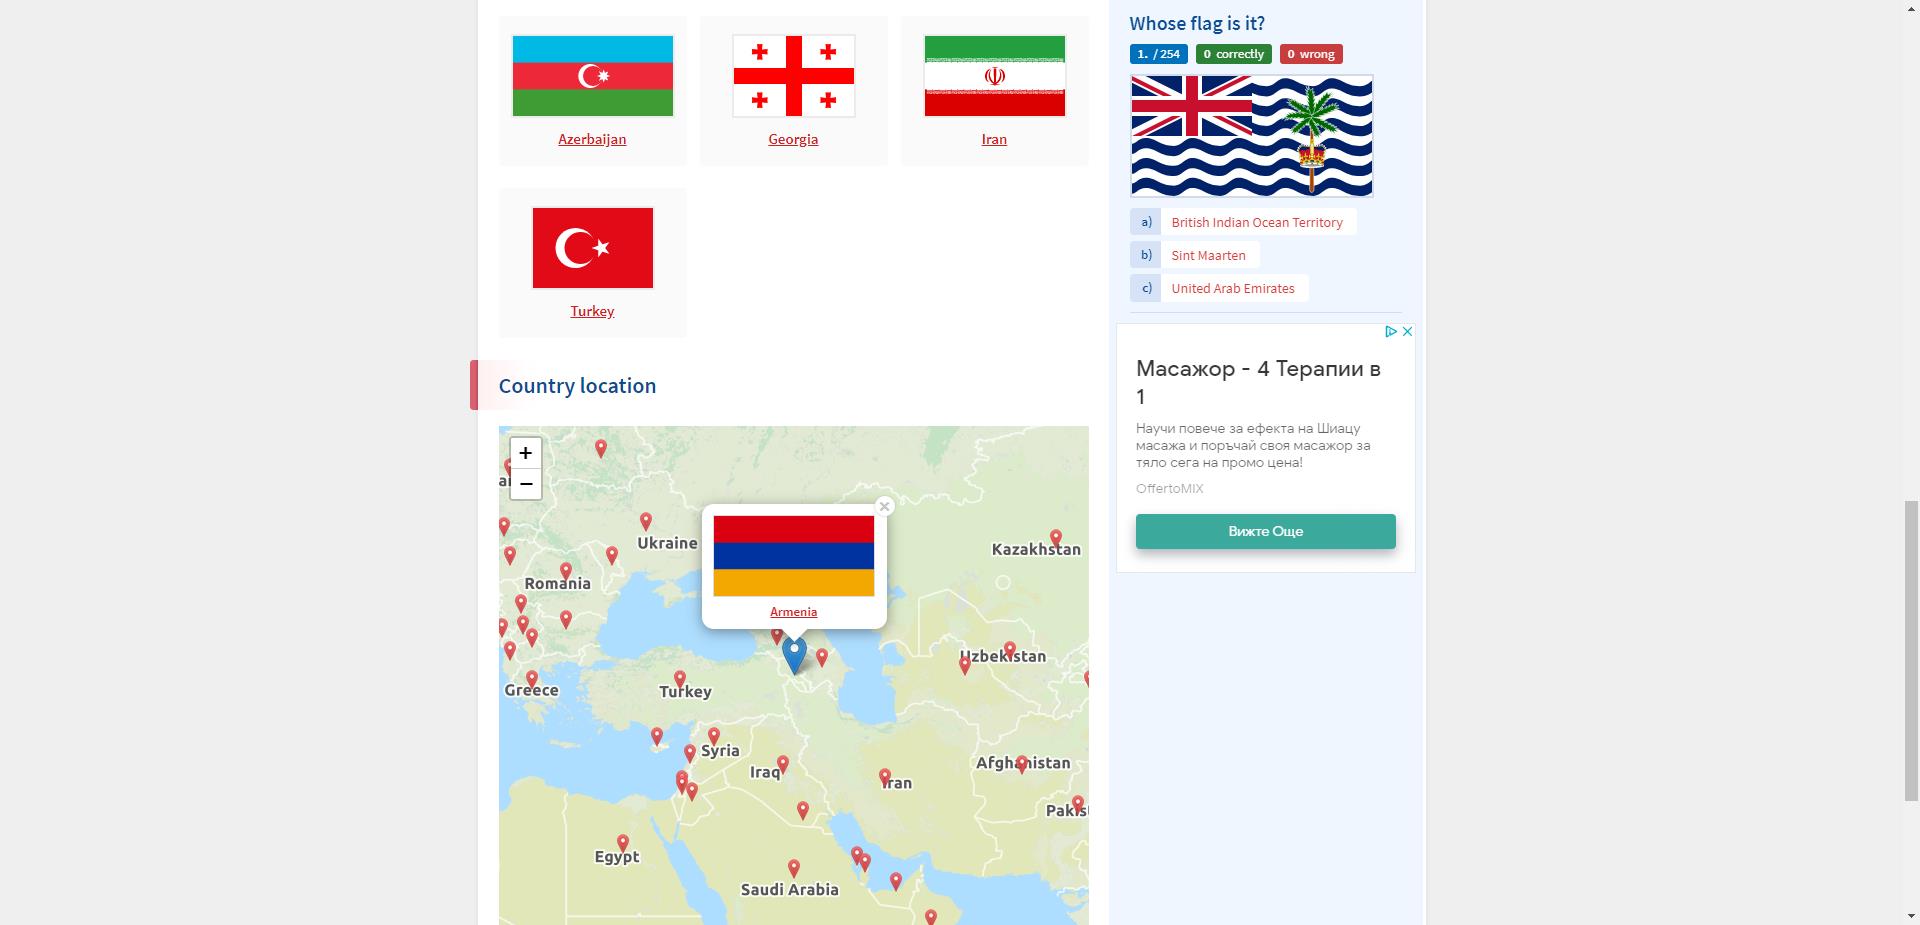 Azerbaijan
Georgia
Iran
Turkey
Country location
+
−
Ukraine
Romania
Greece
Turkey
Kazakhstan
Uzbekistan
Syria
Iraq
Iran
Afghanistan
Egypt
Saudi Arabia
×
Armenia
Whose flag is it?
1. / 254
0 correctly
0 wrong
a) British Indian Ocean Territory
b) Sint Maarten
c) United Arab Emirates
Масажор - 4 Терапии в
1
Научи повече за ефекта на Шиацу
масажа и поръчай своя масажор за
тяло сега на промо цена!
OffertoMIX
Вижте Още